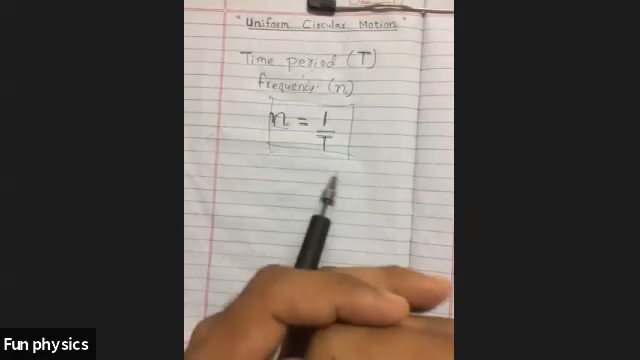 "Uniform Circular Motion"
Time period (T)
frequency (n)
n = 1/T
Fun physics